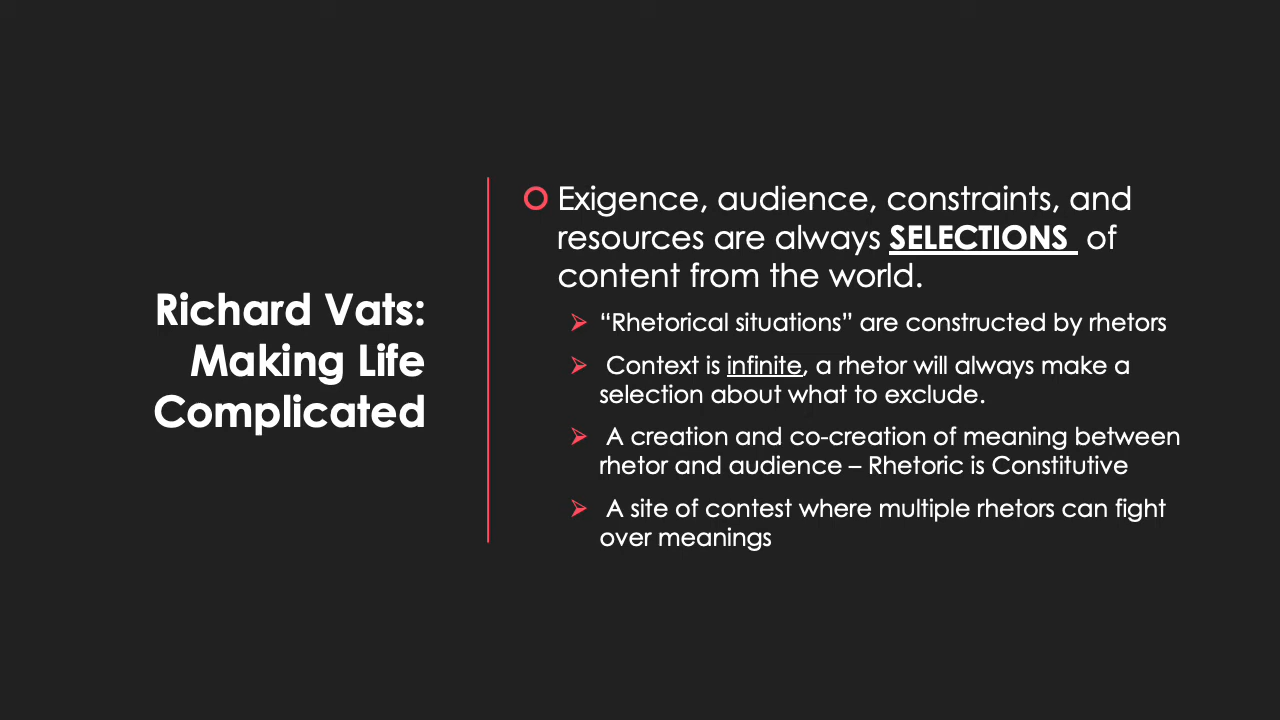 Richard Vats:
Making Life
Complicated
Exigence, audience, constraints, and
resources are always SELECTIONS of
content from the world.
“Rhetorical situations” are constructed by rhetors
Context is infinite, a rhetor will always make a
selection about what to exclude.
A creation and co-creation of meaning between
rhetor and audience – Rhetoric is Constitutive
A site of contest where multiple rhetors can fight
over meanings